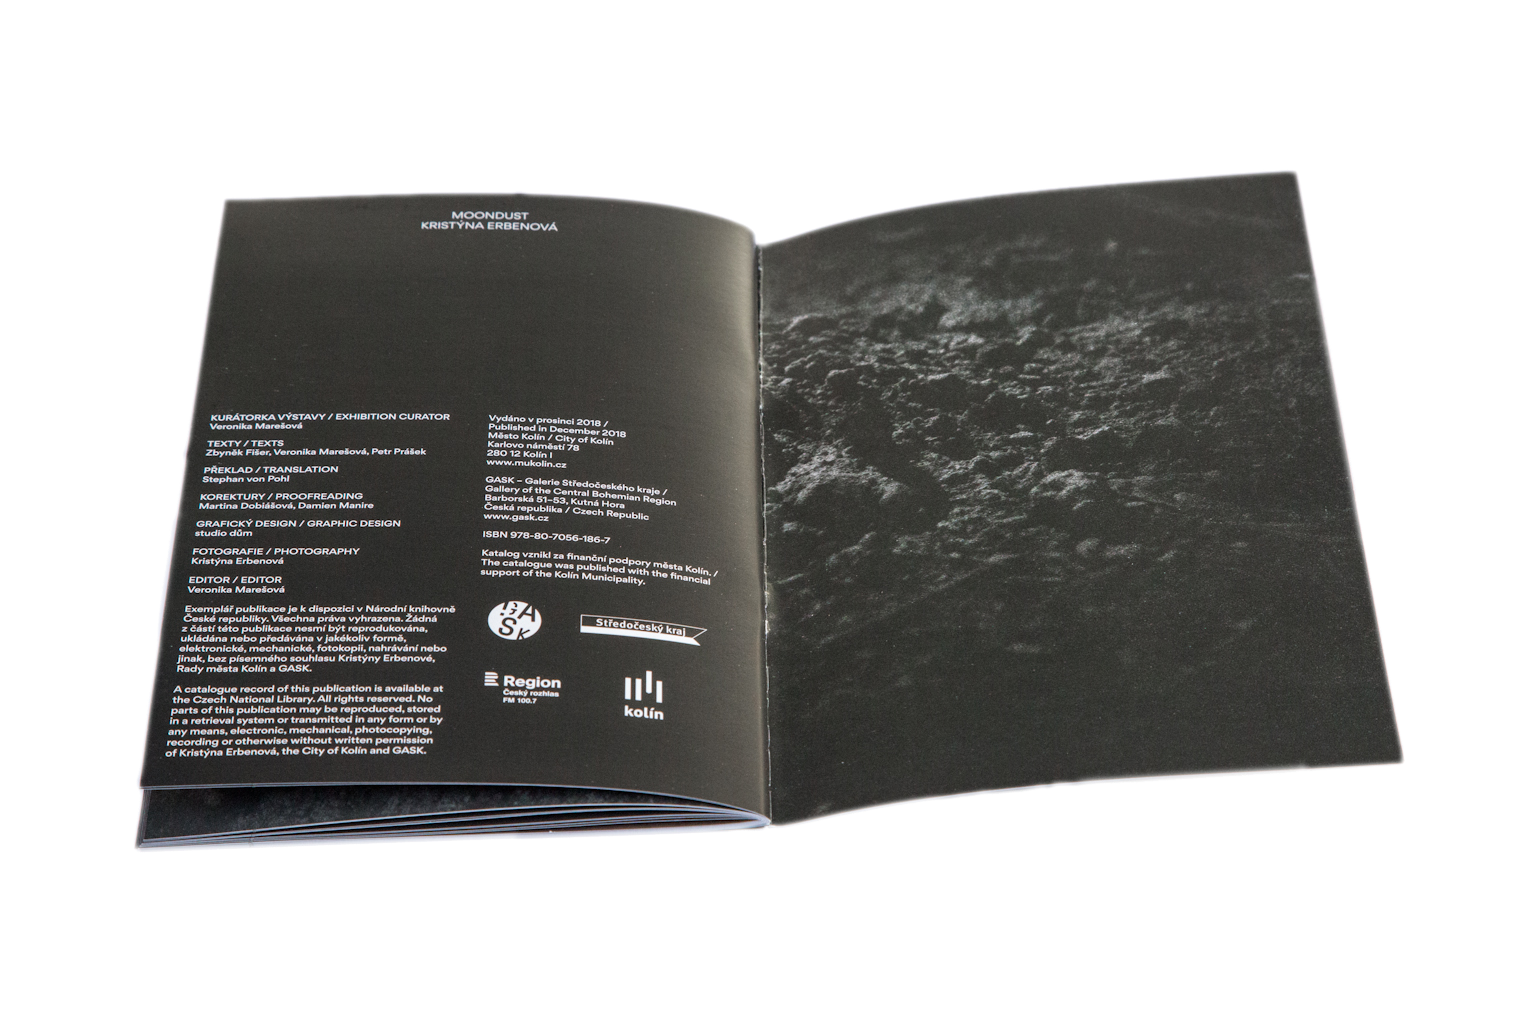 MOONDUST
KRISTÝNA ERBENOVÁ
KURÁTORKA VÝSTAVY / EXHIBITION CURATOR
Veronika Marešová
TEXTY / TEXTS
Zbyněk Fišer, Veronika Marešová, Petr Prášek
PŘEKLAD / TRANSLATION
Stephan von Pohl
KOREKTURY / PROOFREADING
Martina Dobiášová, Damien Manire
GRAFICKÝ DESIGN / GRAPHIC DESIGN
studio dům
FOTOGRAFIE / PHOTOGRAPHY
Kristýna Erbenová
EDITOR / EDITOR
Veronika Marešová
Exemplář publikace je k dispozici v Národní knihovně
České republiky. Všechna práva vyhrazena. Žádná
z částí této publikace nesmí být reprodukována,
ukládána nebo předávána v jakékoliv formě,
elektronické, mechanické, fotokopii, nahrávání nebo
jinak, bez písemného souhlasu Kristýny Erbenové,
Rady města Kolín a GASK.
A catalogue record of this publication is available at
the Czech National Library. All rights reserved. No
parts of this publication may be reproduced, stored
in a retrieval system or transmitted in any form or by
any means, electronic, mechanical, photocopying,
recording or otherwise without written permission
of Kristýna Erbenová, the City of Kolín and GASK.
Vydáno v prosinci 2018 /
Published in December 2018
Město Kolín / City of Kolín
Karlovo náměstí 78
280 12 Kolín I
www.mukolin.cz
GASK – Galerie Středočeského kraje /
Gallery of the Central Bohemian Region
Barborská 51–53, Kutná Hora
Česká republika / Czech Republic
www.gask.cz
ISBN 978-80-7056-186-7
Katalog vznikl za finanční podpory města Kolín. /
The catalogue was published with the financial
support of the Kolín Municipality.
GASK
Středočeský kraj
Region
Český rozhlas
FM 100.7
kolín